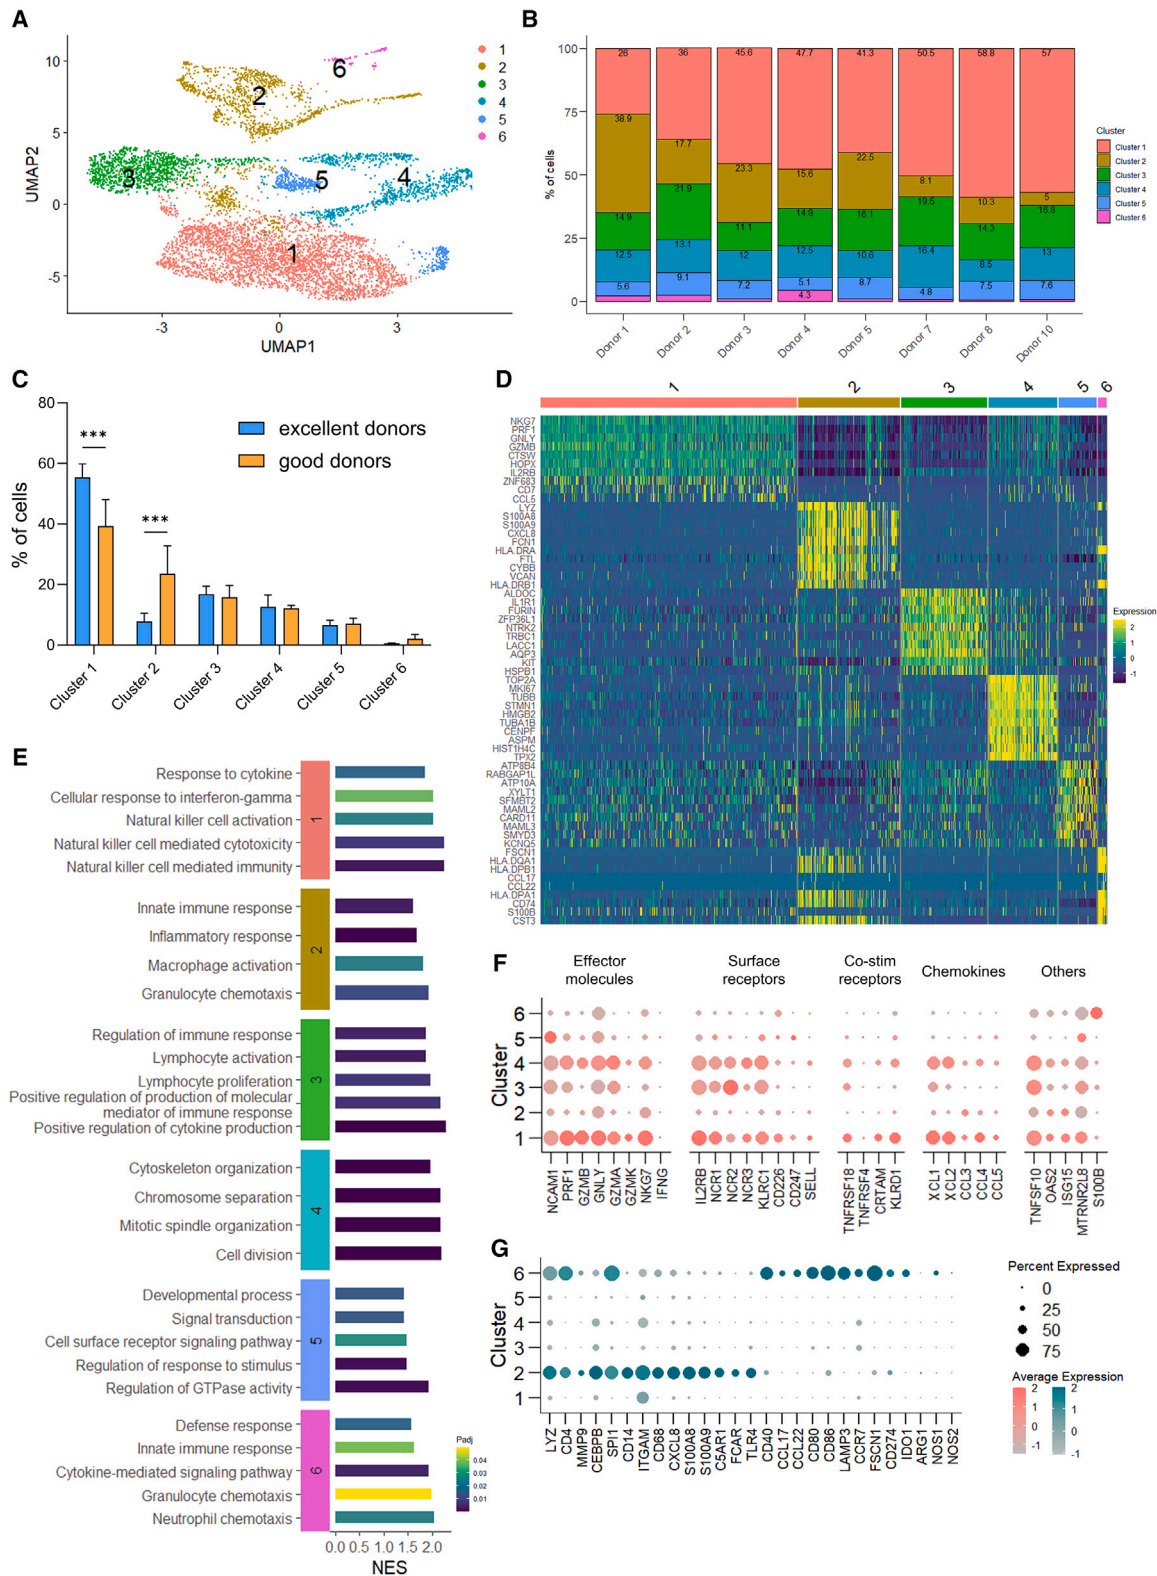 A
UMAP2
10
5
0
-5
-3
0
3
UMAP1
1
2
3
4
5
6
1
2
3
4
5
6
B
% of cells
100
75
50
25
0
26
38.9
14.9
12.5
5.6
36
17.7
21.9
13.1
9.1
45.6
23.3
11.1
12
7.2
47.7
15.6
14.8
12.5
5.1
4.3
41.3
22.5
16.1
10.6
8.7
50.5
8.1
19.5
16.4
4.8
58.8
10.3
14.3
8.5
7.5
57
5
16.8
13
7.6
Donor 1
Donor 2
Donor 3
Donor 4
Donor 5
Donor 7
Donor 8
Donor 10
Cluster
Cluster 1
Cluster 2
Cluster 3
Cluster 4
Cluster 5
Cluster 6
C
% of cells
80
60
40
20
0
***
***
excellent donors
good donors
Cluster 1
Cluster 2
Cluster 3
Cluster 4
Cluster 5
Cluster 6
D
1
2
3
4
5
6
NKG7
PRF1
GNLY
GZMB
CTSW
HOPX
IL2RB
ZNF683
CD7
CCL5
LYZ
S100A8
S100A9
CXCL8
FCN1
HLA.DRA
FTL
CYBB
VCAN
HLA.DRB1
ALDOC
IL1R1
FURIN
ZFP36L1
NTRK2
TRBC1
LACC1
AQP3
KIT
HSPB1
TOP2A
MKI67
TUBB
STMN1
HMGB2
TUBA1B
CENPF
ASPM
HIST1H4C
TPX2
ATP8B4
RABGAP1L
ATP10A
XYLT1
SFMBT2
MAML2
CARD11
MAML3
SMYD3
KCNQ5
FSCN1
HLA.DQA1
HLA.DPB1
CCL17
CCL22
HLA.DPA1
CD74
S100B
CST3
Expression
2
1
0
-1
E
1
Response to cytokine
Cellular response to interferon-gamma
Natural killer cell activation
Natural killer cell mediated cytotoxicity
Natural killer cell mediated immunity
2
Innate immune response
Inflammatory response
Macrophage activation
Granulocyte chemotaxis
3
Regulation of immune response
Lymphocyte activation
Lymphocyte proliferation
Positive regulation of production of molecular
mediator of immune response
Positive regulation of cytokine production
4
Cytoskeleton organization
Chromosome separation
Mitotic spindle organization
Cell division
5
Developmental process
Signal transduction
Cell surface receptor signaling pathway
Regulation of response to stimulus
Regulation of GTPase activity
6
Defense response
Innate immune response
Cytokine-mediated signaling pathway
Granulocyte chemotaxis
Neutrophil chemotaxis
0.0 0.5 1.0 1.5 2.0
NES
Padj
0.04
0.03
0.02
0.01
F
Effector
molecules
Surface
receptors
Co-stim
receptors
Chemokines
Others
Cluster
6
5
4
3
2
1
NCAM1
PRF1
GZMB
GNLY
GZMA
GZMK
NKG7
IFNG
IL2RB
NCR1
NCR2
NCR3
KLRC1
CD226
CD247
SELL
TNFRSF18
TNFRSF4
CRTAM
KLRD1
XCL1
XCL2
CCL3
CCL4
CCL5
TNFSF10
OAS2
ISG15
MTRNR2L8
S100B
G
Cluster
6
5
4
3
2
1
LYZ
CD4
MMP9
CEBPB
SPI1
CD14
ITGAM
CD68
CXCL8
S100A8
S100A9
C5AR1
FCAR
TLR4
CD40
CCL17
CCL22
CD80
CD86
LAMP3
CCR7
FSCN1
CD274
IDO1
ARG1
NOS1
NOS2
Percent Expressed
0
25
50
75
Average Expression
2
1
0
-1
2
1
0
-1